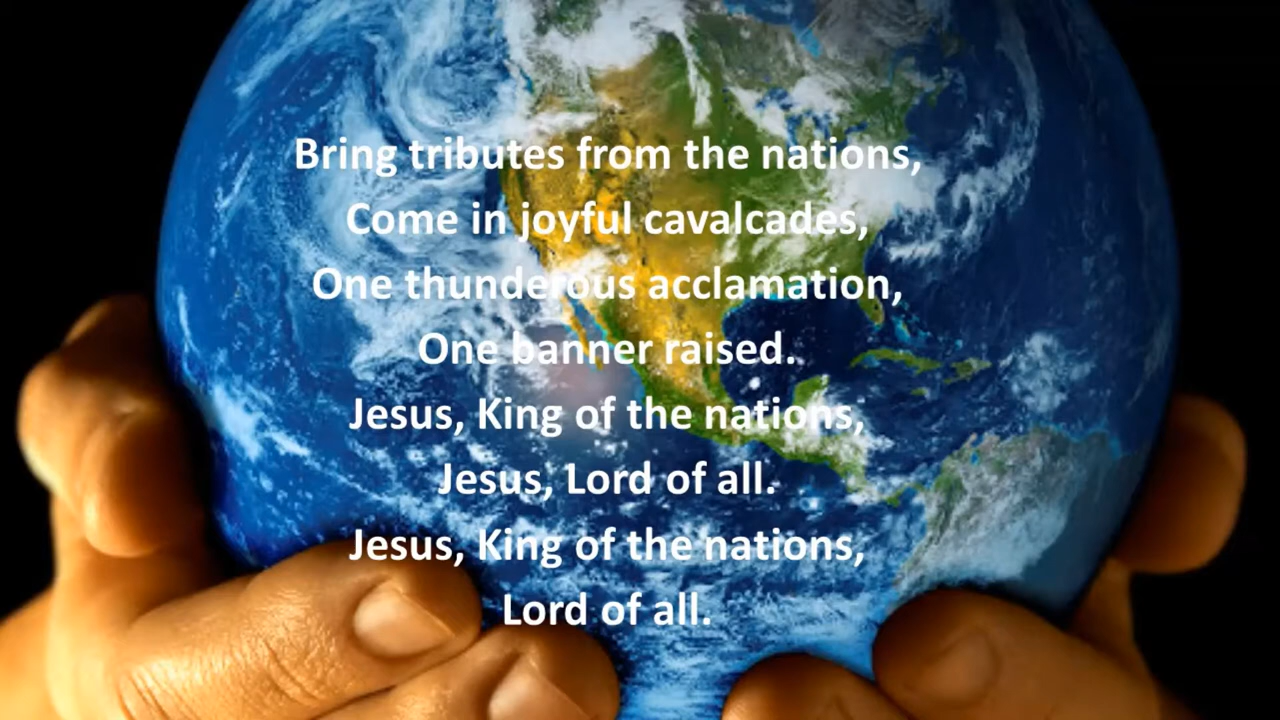 Bring tributes from the nations,
Come in joyful cavalcades,
One thunderous acclamation,
One banner raised.
Jesus, King of the nations,
Jesus, Lord of all.
Jesus, King of the nations,
Lord of all.